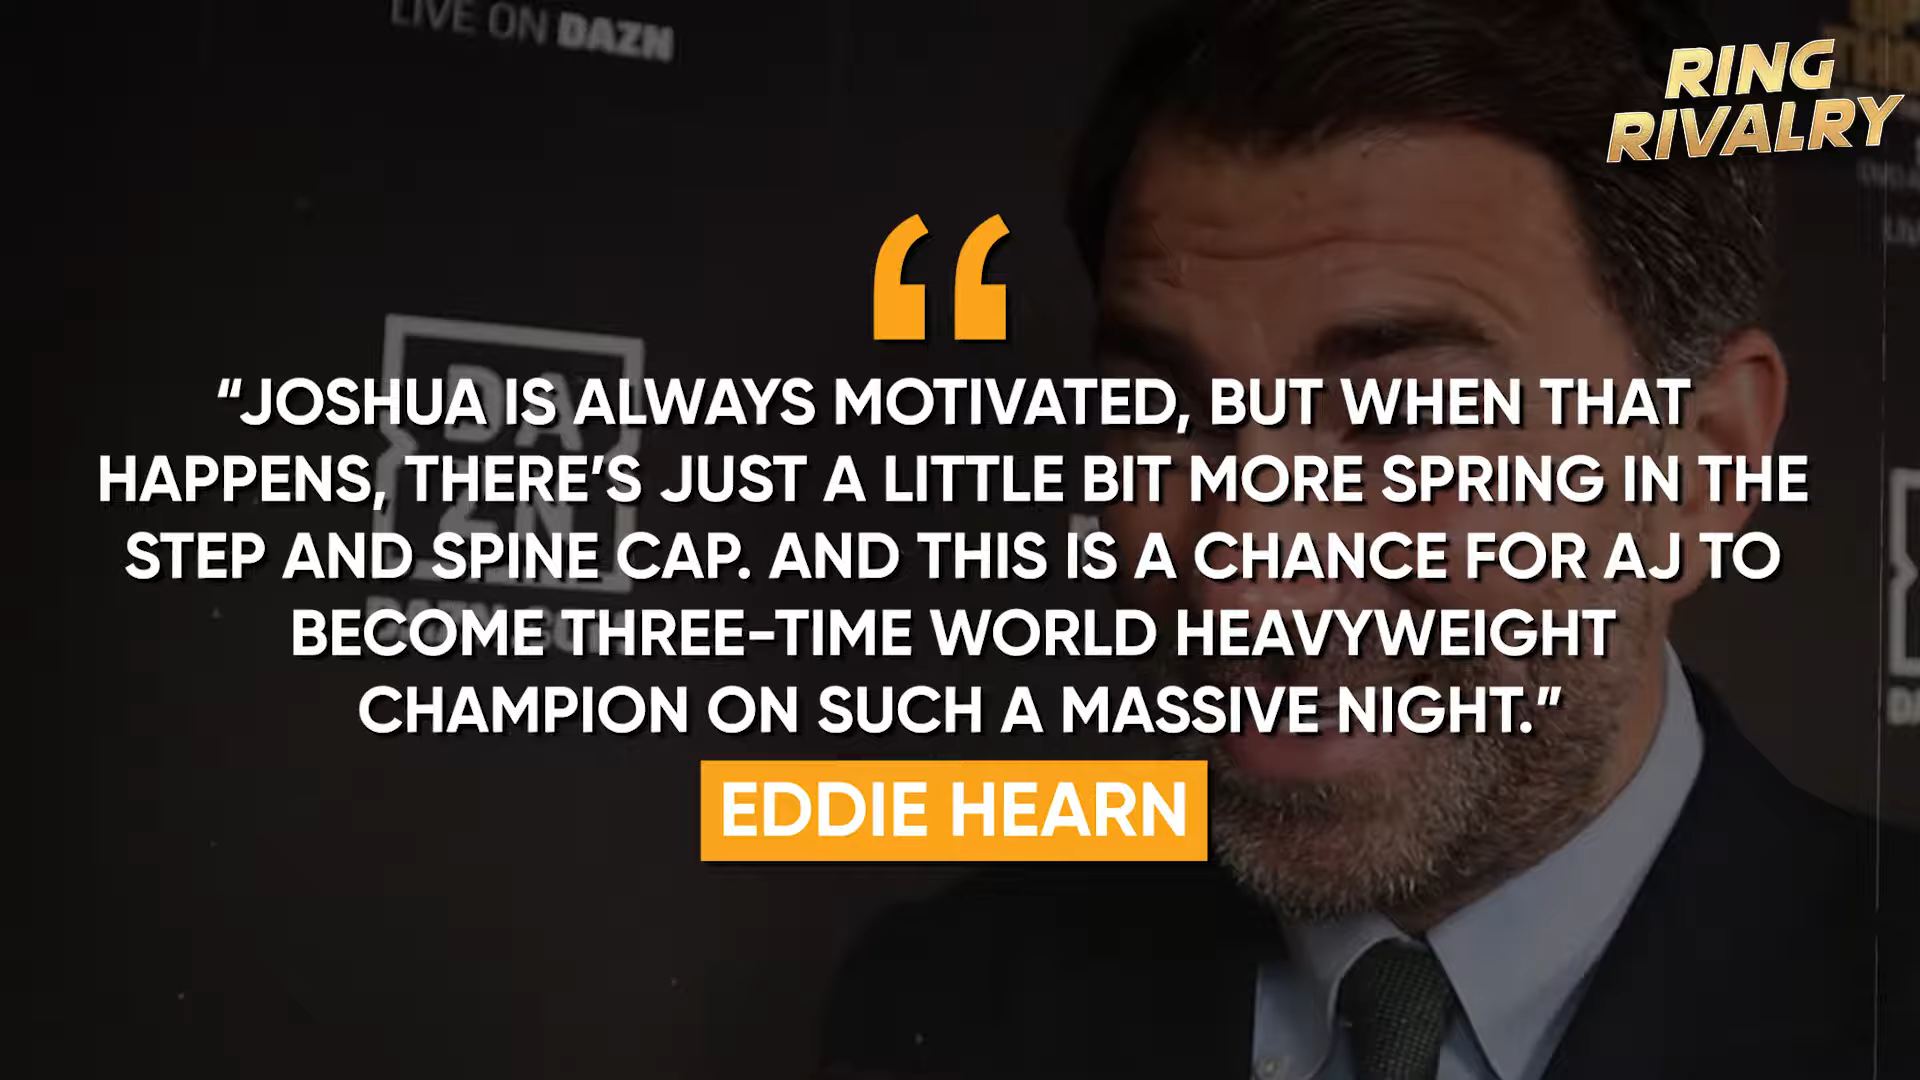 LIVE ON DAZN
RING
RIVALRY
“JOSHUA IS ALWAYS MOTIVATED, BUT WHEN THAT
HAPPENS, THERE’S JUST A LITTLE BIT MORE SPRING IN THE
STEP AND SPINE CAP. AND THIS IS A CHANCE FOR AJ TO
BECOME THREE-TIME WORLD HEAVYWEIGHT
CHAMPION ON SUCH A MASSIVE NIGHT.”
EDDIE HEARN
DA
ZN